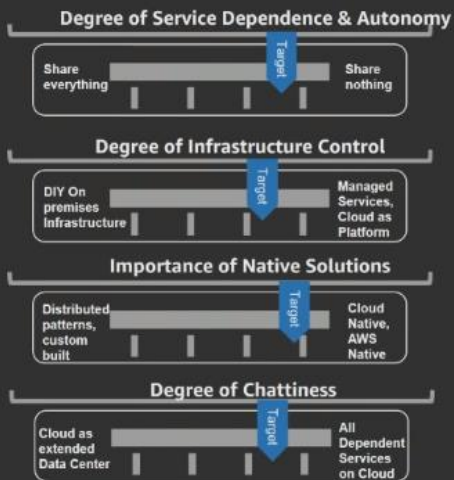 Degree of Service Dependence & Autonomy
Share
everything
Target
Share
nothing
Degree of Infrastructure Control
DIY On
premises
Infrastructure
Target
Managed
Services,
Cloud as
Platform
Importance of Native Solutions
Distributed
patterns,
custom
built
Target
Cloud
Native,
AWS
Native
Degree of Chattiness
Cloud as
extended
Data Center
Target
All
Dependent
Services
on Cloud